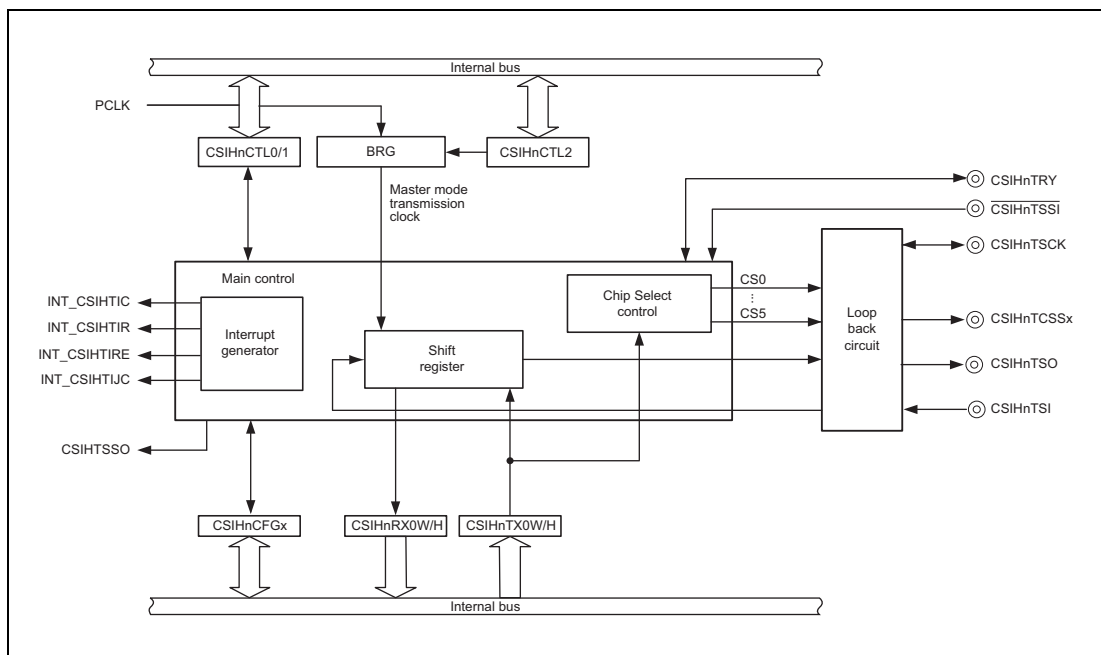 Internal bus
PCLK
CSIHnCTL0/1
BRG
CSIHnCTL2
Master mode
transmission
clock
CSIHnTRY
CSIHnTSSI
CSIHnTSCK
Main control
Chip Select
control
CS0
⋮
CS5
Loop
back
circuit
CSIHnTCSSx
CSIHnTSO
CSIHnTSI
INT_CSIHTIC
INT_CSIHTIR
INT_CSIHTIRE
INT_CSIHTIJC
Interrupt
generator
Shift
register
CSIHTSSO
CSIHnCFGx
CSIHnRX0W/H
CSIHnTX0W/H
Internal bus